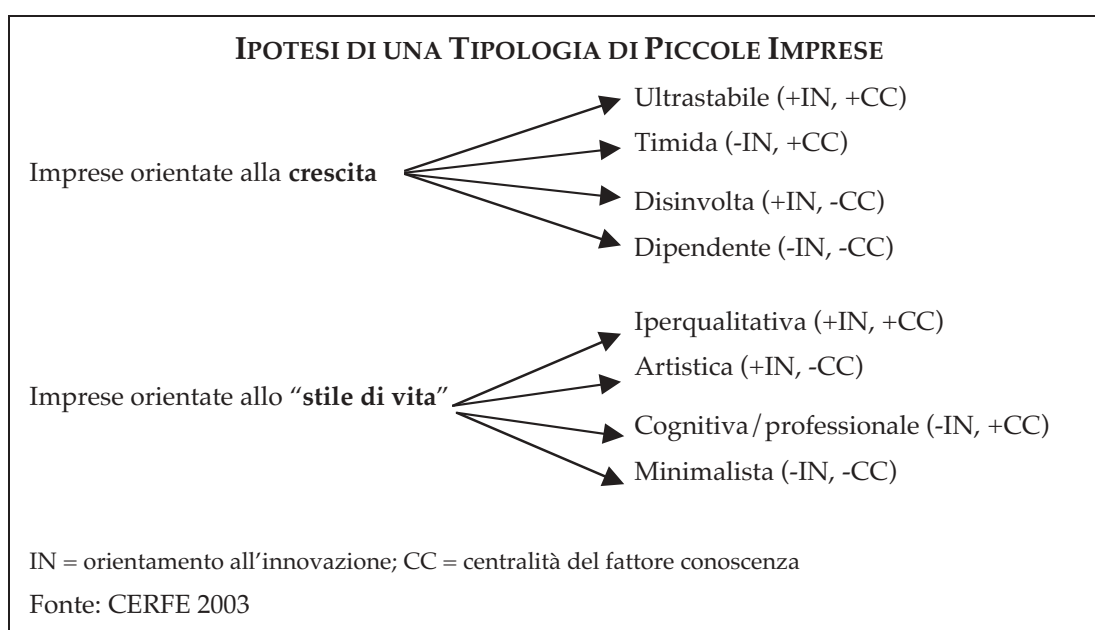 IPOTESI DI UNA TIPOLOGIA DI PICCOLE IMPRESE
Imprese orientate alla crescita
Ultrastabile (+IN, +CC)
Timida (-IN, +CC)
Disinvolta (+IN, -CC)
Dipendente (-IN, -CC)
Imprese orientate allo “stile di vita”
Iperqualitativa (+IN, +CC)
Artistica (+IN, -CC)
Cognitiva/professionale (-IN, +CC)
Minimalista (-IN, -CC)
IN = orientamento all’innovazione; CC = centralità del fattore conoscenza
Fonte: CERFE 2003